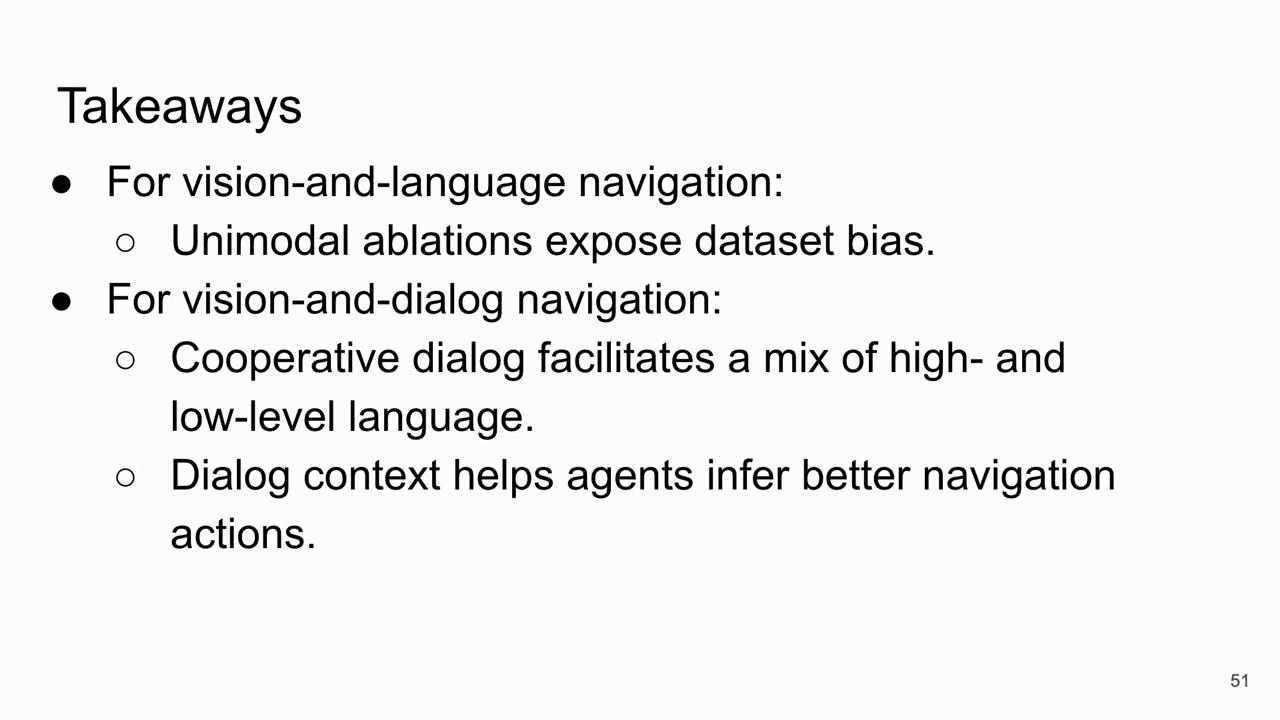 Takeaways
● For vision-and-language navigation:
○ Unimodal ablations expose dataset bias.
● For vision-and-dialog navigation:
○ Cooperative dialog facilitates a mix of high- and
low-level language.
○ Dialog context helps agents infer better navigation
actions.
51